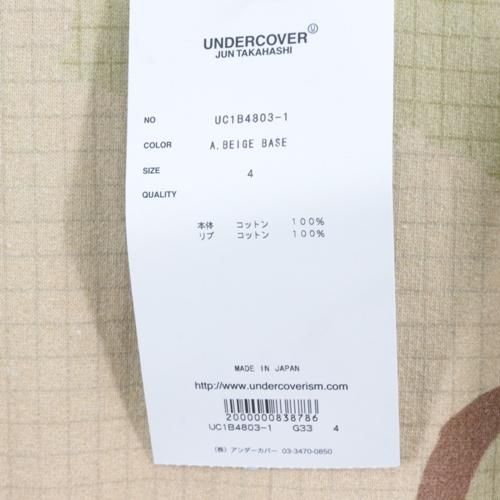 UNDERCOVER Ⓤ
JUN TAKAHASHI
NO UC1B4803-1
COLOR A.BEIGE BASE
SIZE 4
QUALITY
本体 コットン 100%
リブ コットン 100%
MADE IN JAPAN
http://www.undercoverism.com
2000000838786
UC1B4803-1 G33 4
(株) アンダーカバー 03-3470-0850